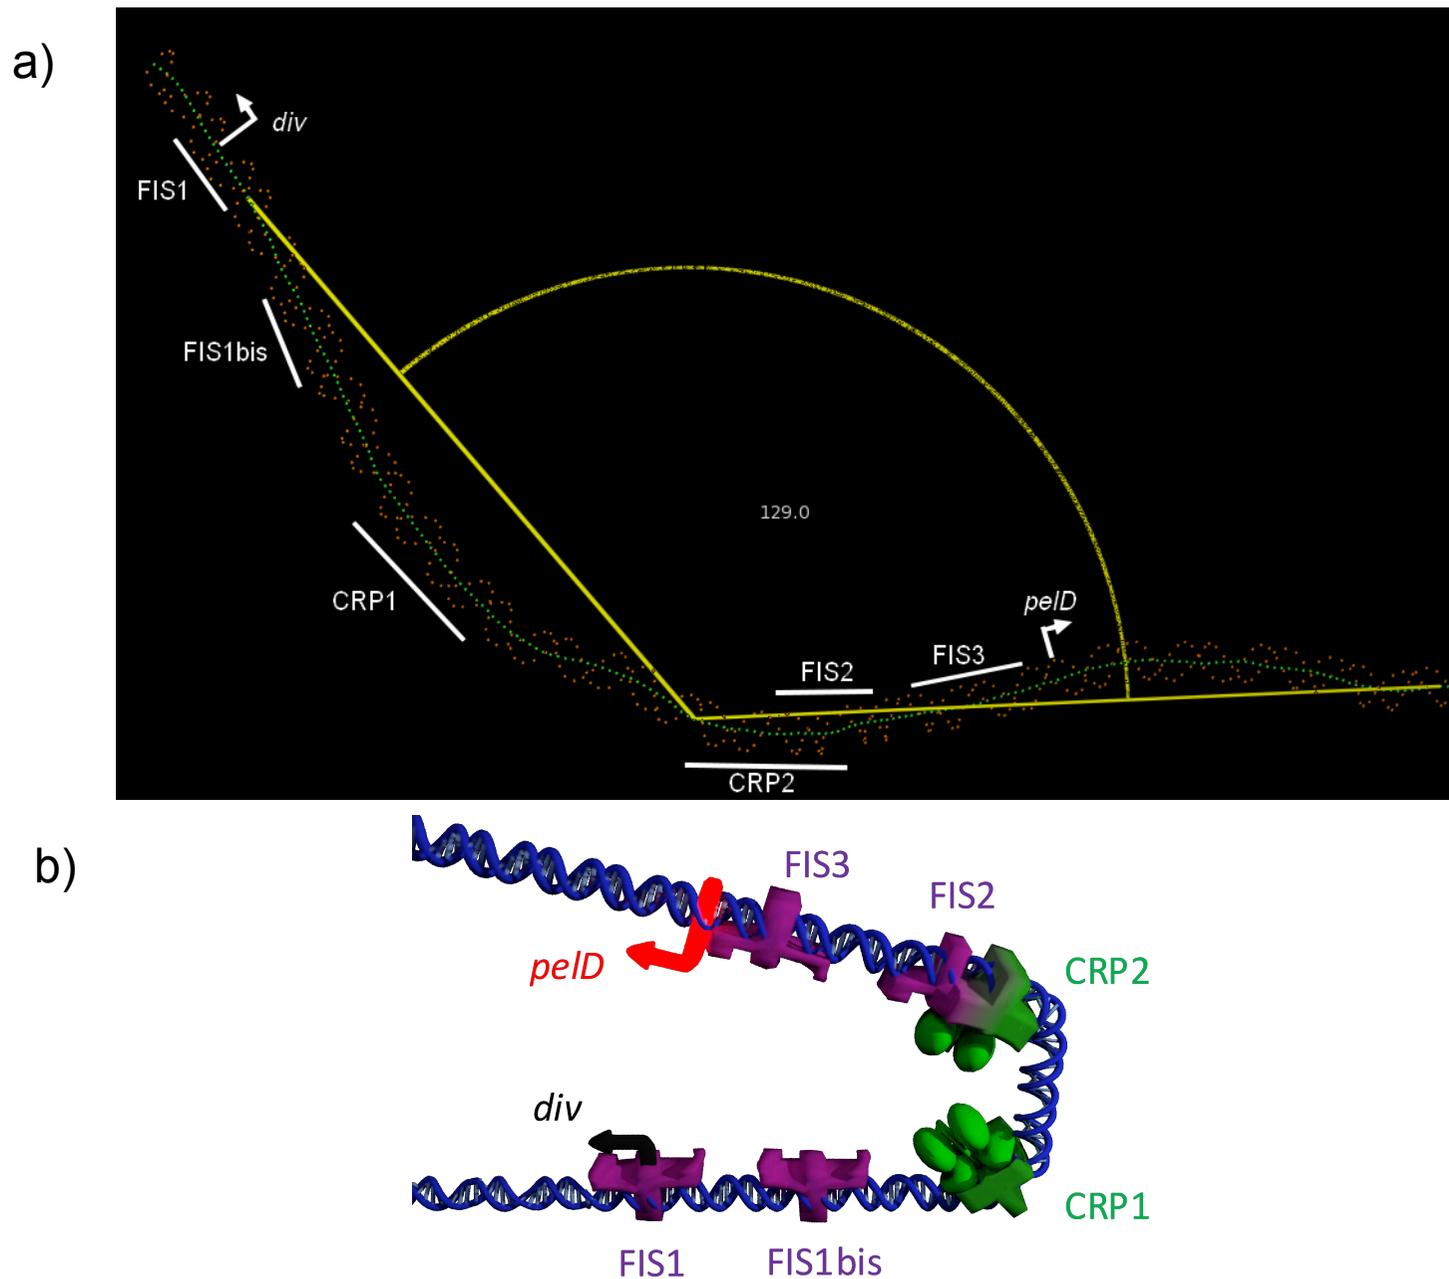 a)
div
FIS1
FIS1bis
129.0
CRP1
pelD
FIS3
FIS2
CRP2
b)
FIS3
FIS2
pelD
CRP2
div
CRP1
FIS1
FIS1bis